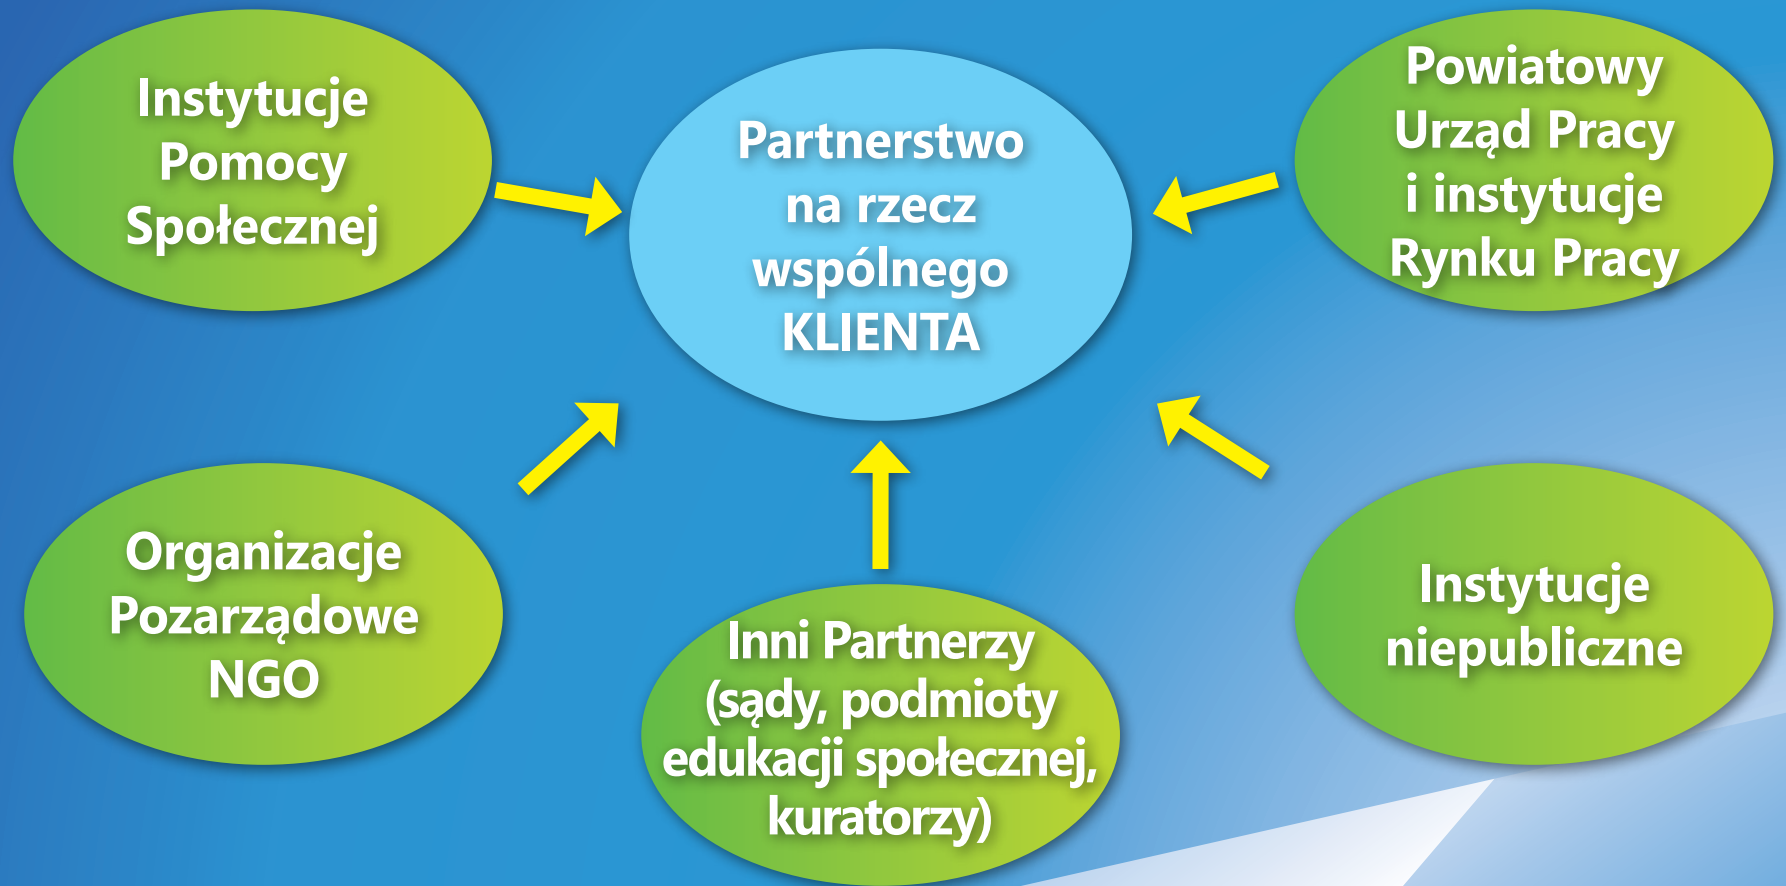 Instytucje
Pomocy
Społecznej
Partnerstwo
na rzecz
wspólnego
KLIENTA
Powiatowy
Urząd Pracy
i instytucje
Rynku Pracy
Organizacje
Pozarządowe
NGO
Inni Partnerzy
(sądy, podmioty
edukacji społecznej,
kuratorzy)
Instytucje
niepubliczne